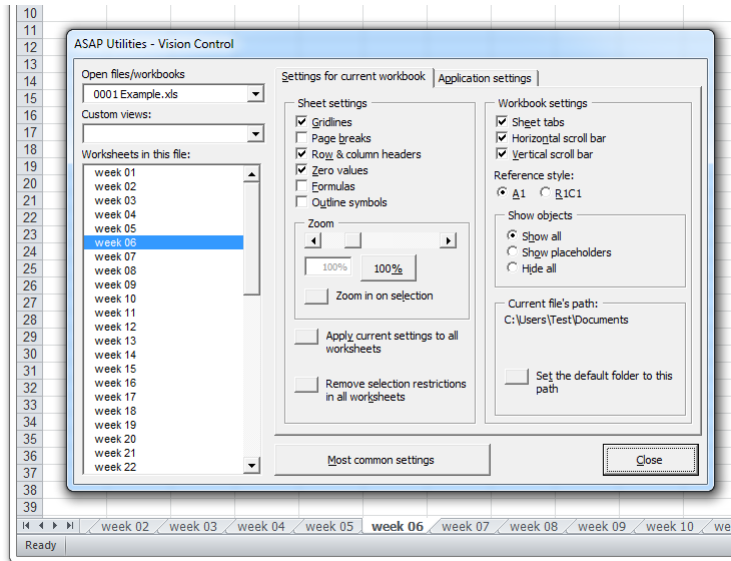 10
11
12
13
14
15
16
17
18
19
20
21
22
23
24
25
26
27
28
29
30
31
32
33
34
35
36
37
38
39
ASAP Utilities - Vision Control
Open files/workbooks
0001 Example.xls
Custom views:
Worksheets in this file:
week 01
week 02
week 03
week 04
week 05
week 06
week 07
week 08
week 09
week 10
week 11
week 12
week 13
week 14
week 15
week 16
week 17
week 18
week 19
week 20
week 21
week 22
Settings for current workbook Application settings
Sheet settings
Gridlines
Page breaks
Row & column headers
Zero values
Formulas
Outline symbols
Zoom
100% 100%
Zoom in on selection
Apply current settings to all
worksheets
Remove selection restrictions
in all worksheets
Workbook settings
Sheet tabs
Horizontal scroll bar
Vertical scroll bar
Reference style:
A1 R1C1
Show objects
Show all
Show placeholders
Hide all
Current file's path:
C:\Users\Test\Documents
Set the default folder to this
path
Most common settings
Close
week 02 week 03 week 04 week 05 week 06 week 07 week 08 week 09 week 10 we
Ready